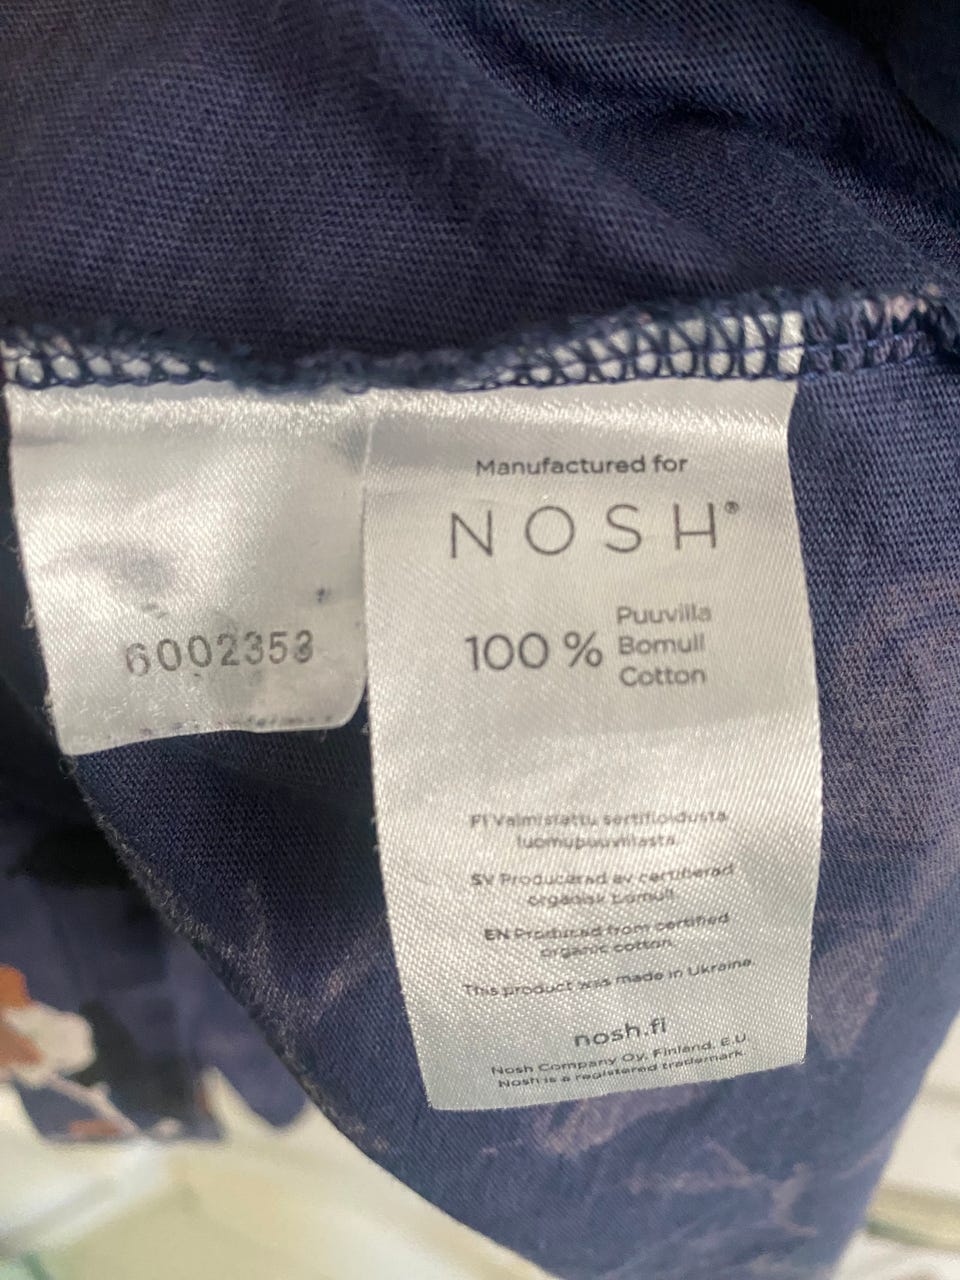 6002353
Manufactured for
NOSH®
100 %
Puuvilla
Bomull
Cotton
FI Valmistettu sertifioidusta
luomupuuvillasta.
SV Producerad av certifierad
organisk bomull.
EN Produced from certified
organic cotton.
This product was made in Ukraine.
nosh.fi
Nosh Company Oy, Finland, E.U.
Nosh is a registered trademark.